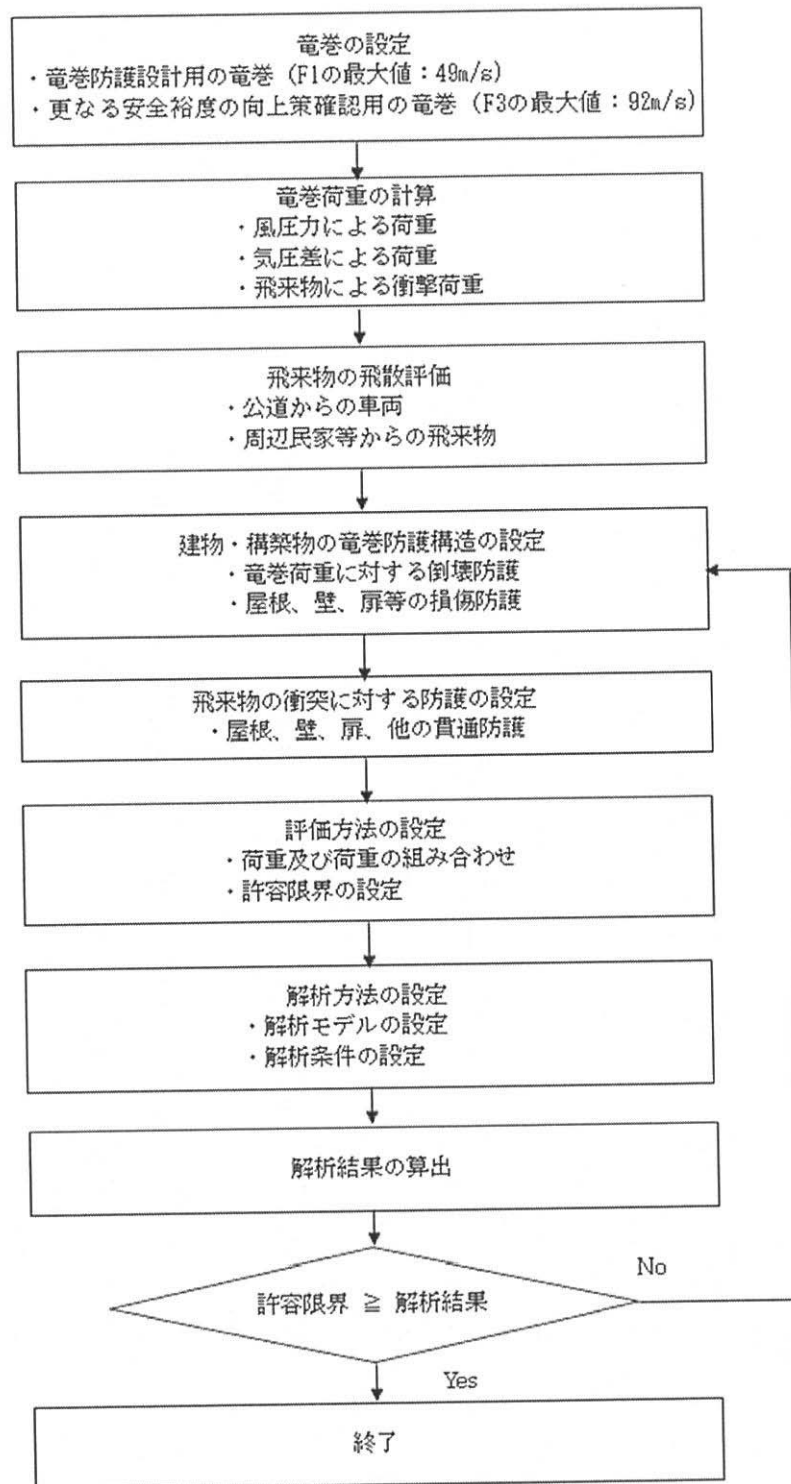 竜巻の設定
・竜巻防護設計用の竜巻 (F1の最大値：49m/s)
・更なる安全裕度の向上策確認用の竜巻 (F3の最大値：92m/s)
竜巻荷重の計算
・風圧力による荷重
・気圧差による荷重
・飛来物による衝撃荷重
飛来物の飛散評価
・公道からの車両
・周辺民家等からの飛来物
建物・構築物の竜巻防護構造の設定
・竜巻荷重に対する倒壊防護
・屋根、壁、扉等の損傷防護
飛来物の衝突に対する防護の設定
・屋根、壁、扉、他の貫通防護
評価方法の設定
・荷重及び荷重の組み合わせ
・許容限界の設定
解析方法の設定
・解析モデルの設定
・解析条件の設定
解析結果の算出
許容限界 ≧ 解析結果
No
Yes
終了